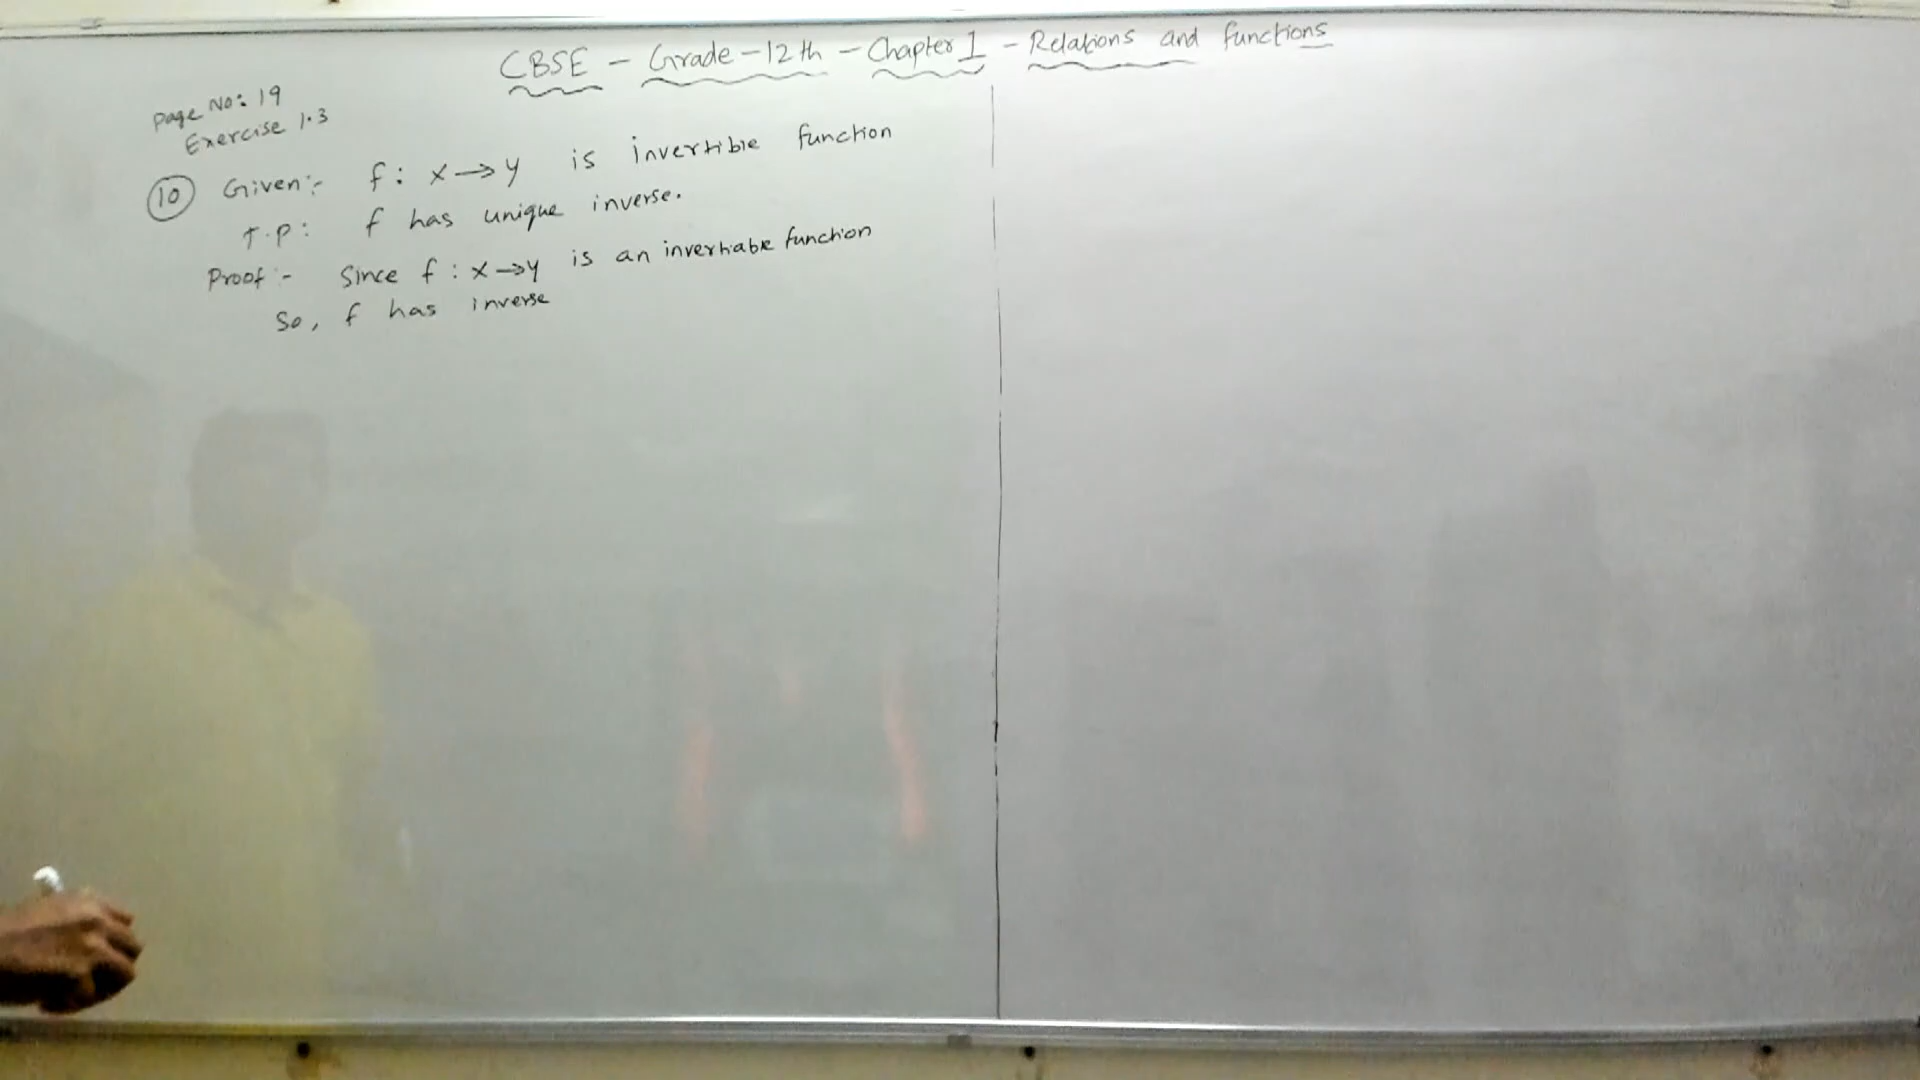 CBSE - Grade-12th - Chapter 1 - Relations and functions
Page No: 19
Exercise 1.3
10 Given:- f: x→y is invertible function
T.P: f has unique inverse.
Proof:- Since f: x→y is an invertiable function
So, f has inverse